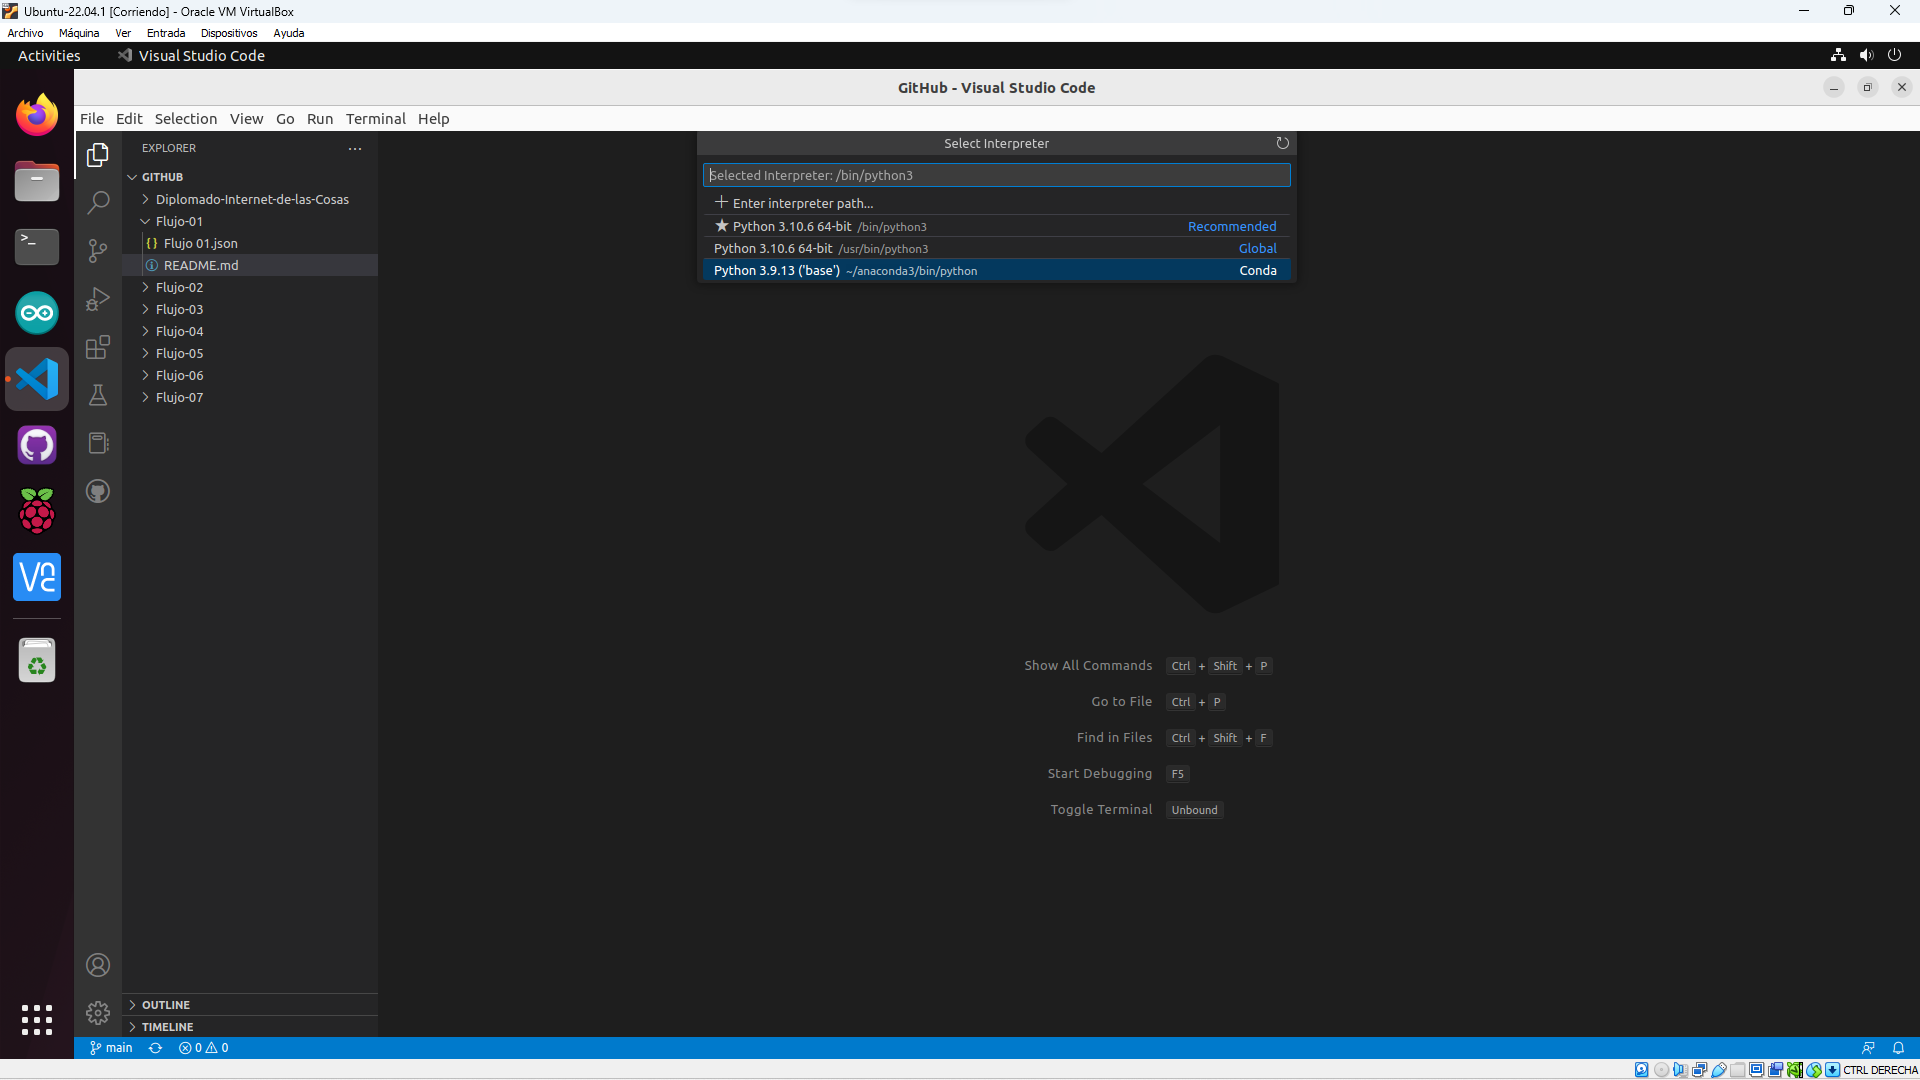 Ubuntu-22.04.1 [Corriendo] - Oracle VM VirtualBox
Archivo Máquina Ver Entrada Dispositivos Ayuda
Activities Visual Studio Code
GitHub - Visual Studio Code
File Edit Selection View Go Run Terminal Help
EXPLORER
GITHUB
Diplomado-Internet-de-las-Cosas
Flujo-01
Flujo 01.json
README.md
Flujo-02
Flujo-03
Flujo-04
Flujo-05
Flujo-06
Flujo-07
OUTLINE
TIMELINE
Select Interpreter
Selected Interpreter: /bin/python3
Enter interpreter path...
Python 3.10.6 64-bit /bin/python3 Recommended
Python 3.10.6 64-bit /usr/bin/python3 Global
Python 3.9.13 ('base') ~/anaconda3/bin/python Conda
Show All Commands Ctrl + Shift + P
Go to File Ctrl + P
Find in Files Ctrl + Shift + F
Start Debugging F5
Toggle Terminal Unbound
main 0 0
CTRL DERECHA